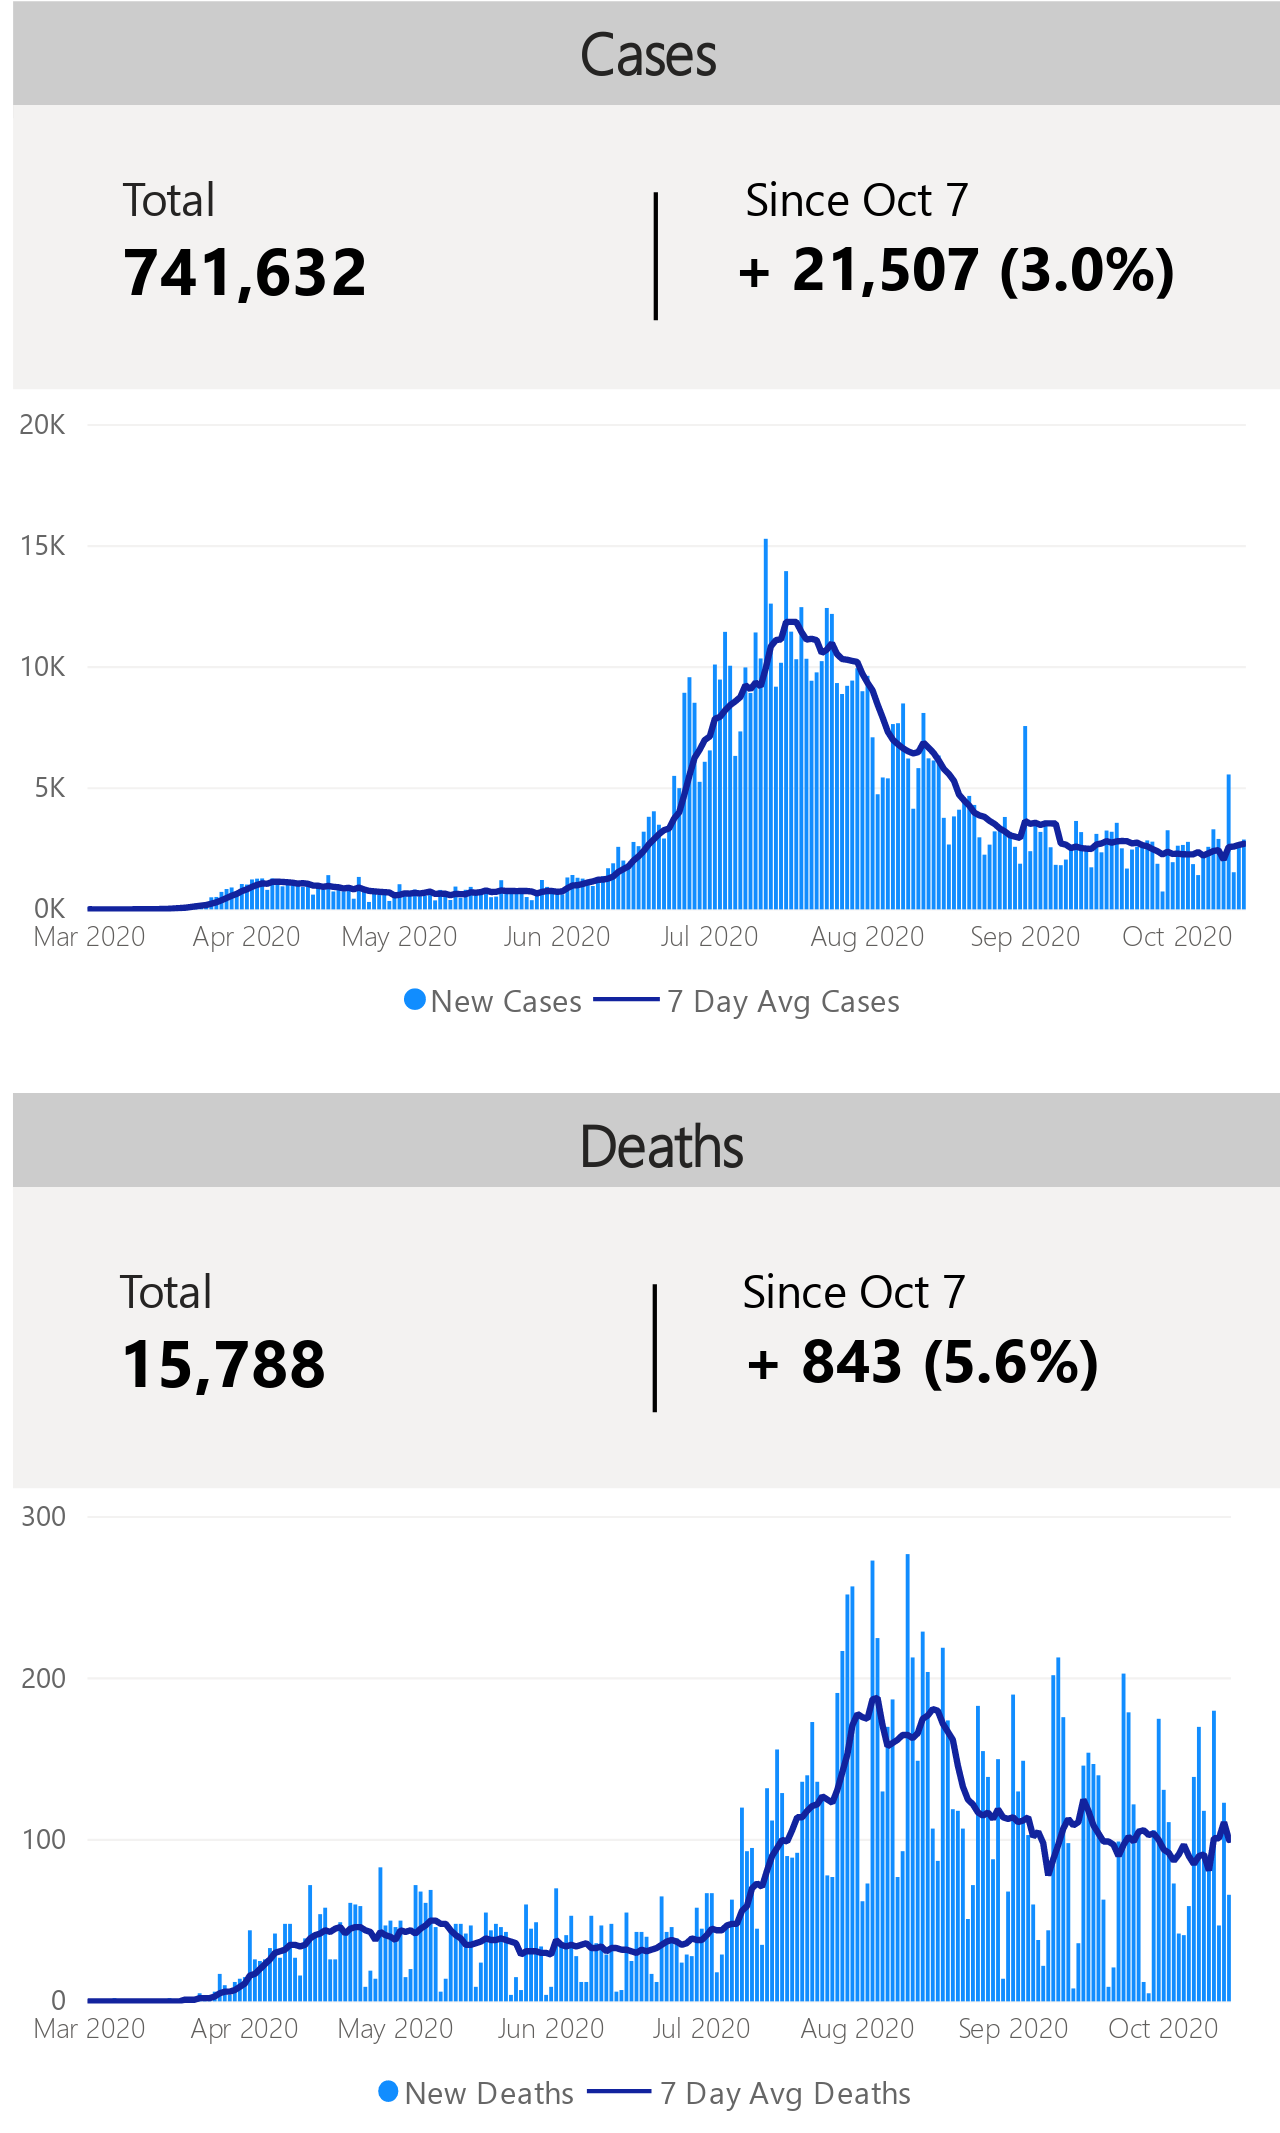 Cases
Total
Since Oct 7
741,632
+ 21,507 (3.0%)
20K
15K
10K
5K
0K
Mar 2020 Apr 2020 May 2020 Jun 2020 Jul 2020 Aug 2020 Sep 2020 Oct 2020
New Cases 7 Day Avg Cases
Deaths
Total
Since Oct 7
15,788
+ 843 (5.6%)
300
200
100
0
Mar 2020 Apr 2020 May 2020 Jun 2020 Jul 2020 Aug 2020 Sep 2020 Oct 2020
New Deaths 7 Day Avg Deaths